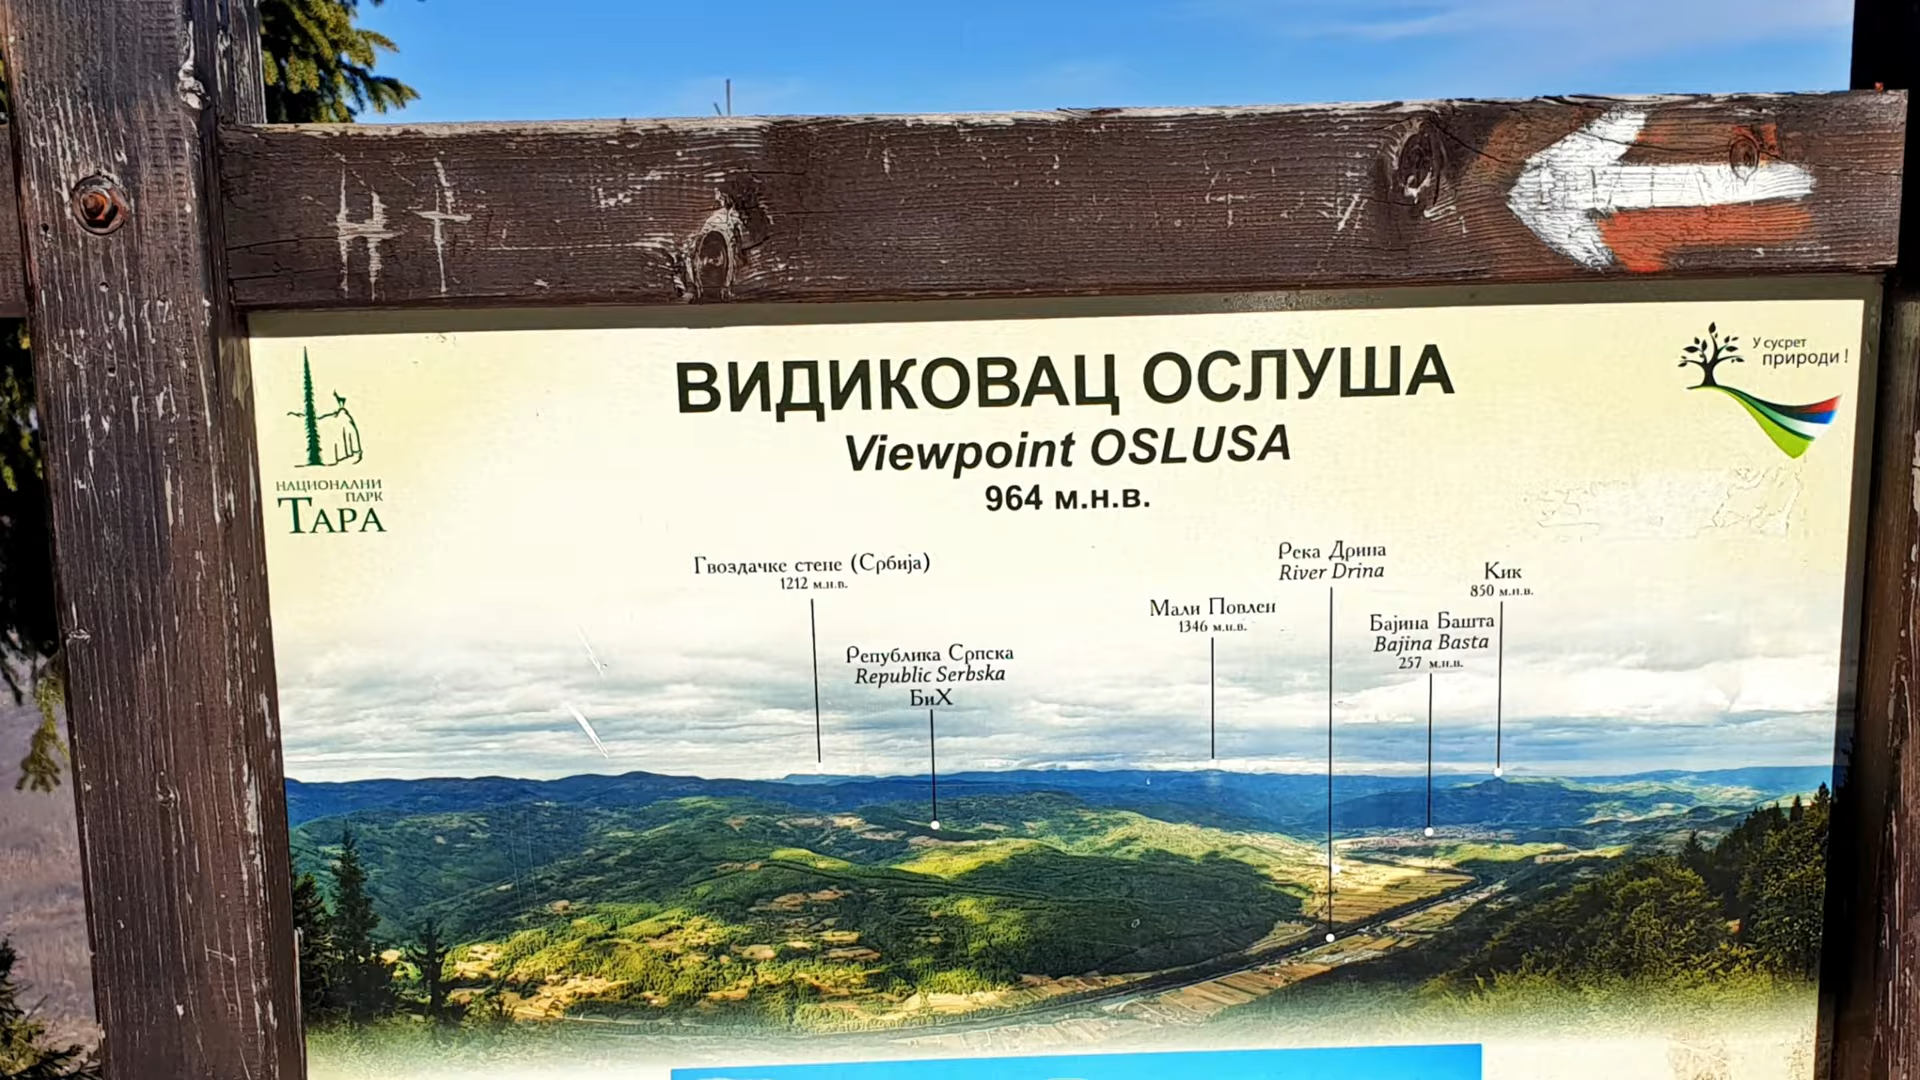 У сусрет
природи!
ВИДИКОВАЦ ОСЛУША
Viewpoint OSLUSA
964 м.н.в.
НАЦИОНАЛНИ
ПАРК
ТАРА
Гвоздачке стене (Србија)
1212 м.н.в.
Република Српска
Republic Serbska
БиХ
Мали Повлен
1346 м.н.в.
Река Дрина
River Drina
Бајина Башта
Bajina Basta
257 м.н.в.
Кик
850 м.н.в.